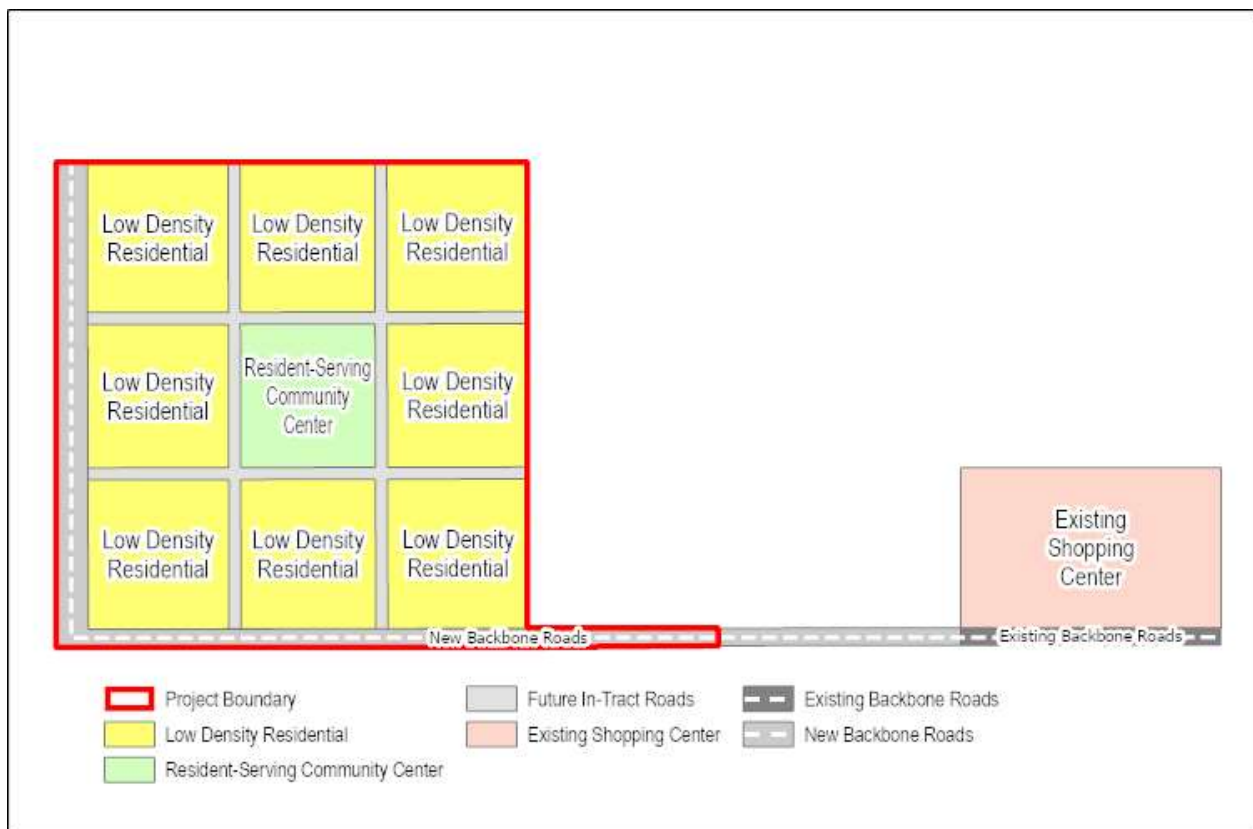 Low Density
Residential
Low Density
Residential
Low Density
Residential
Low Density
Residential
Resident-Serving
Community
Center
Low Density
Residential
Low Density
Residential
Low Density
Residential
Low Density
Residential
Existing
Shopping
Center
New Backbone Roads
Existing Backbone Roads
Project Boundary
Low Density Residential
Resident-Serving Community Center
Future In-Tract Roads
Existing Shopping Center
Existing Backbone Roads
New Backbone Roads